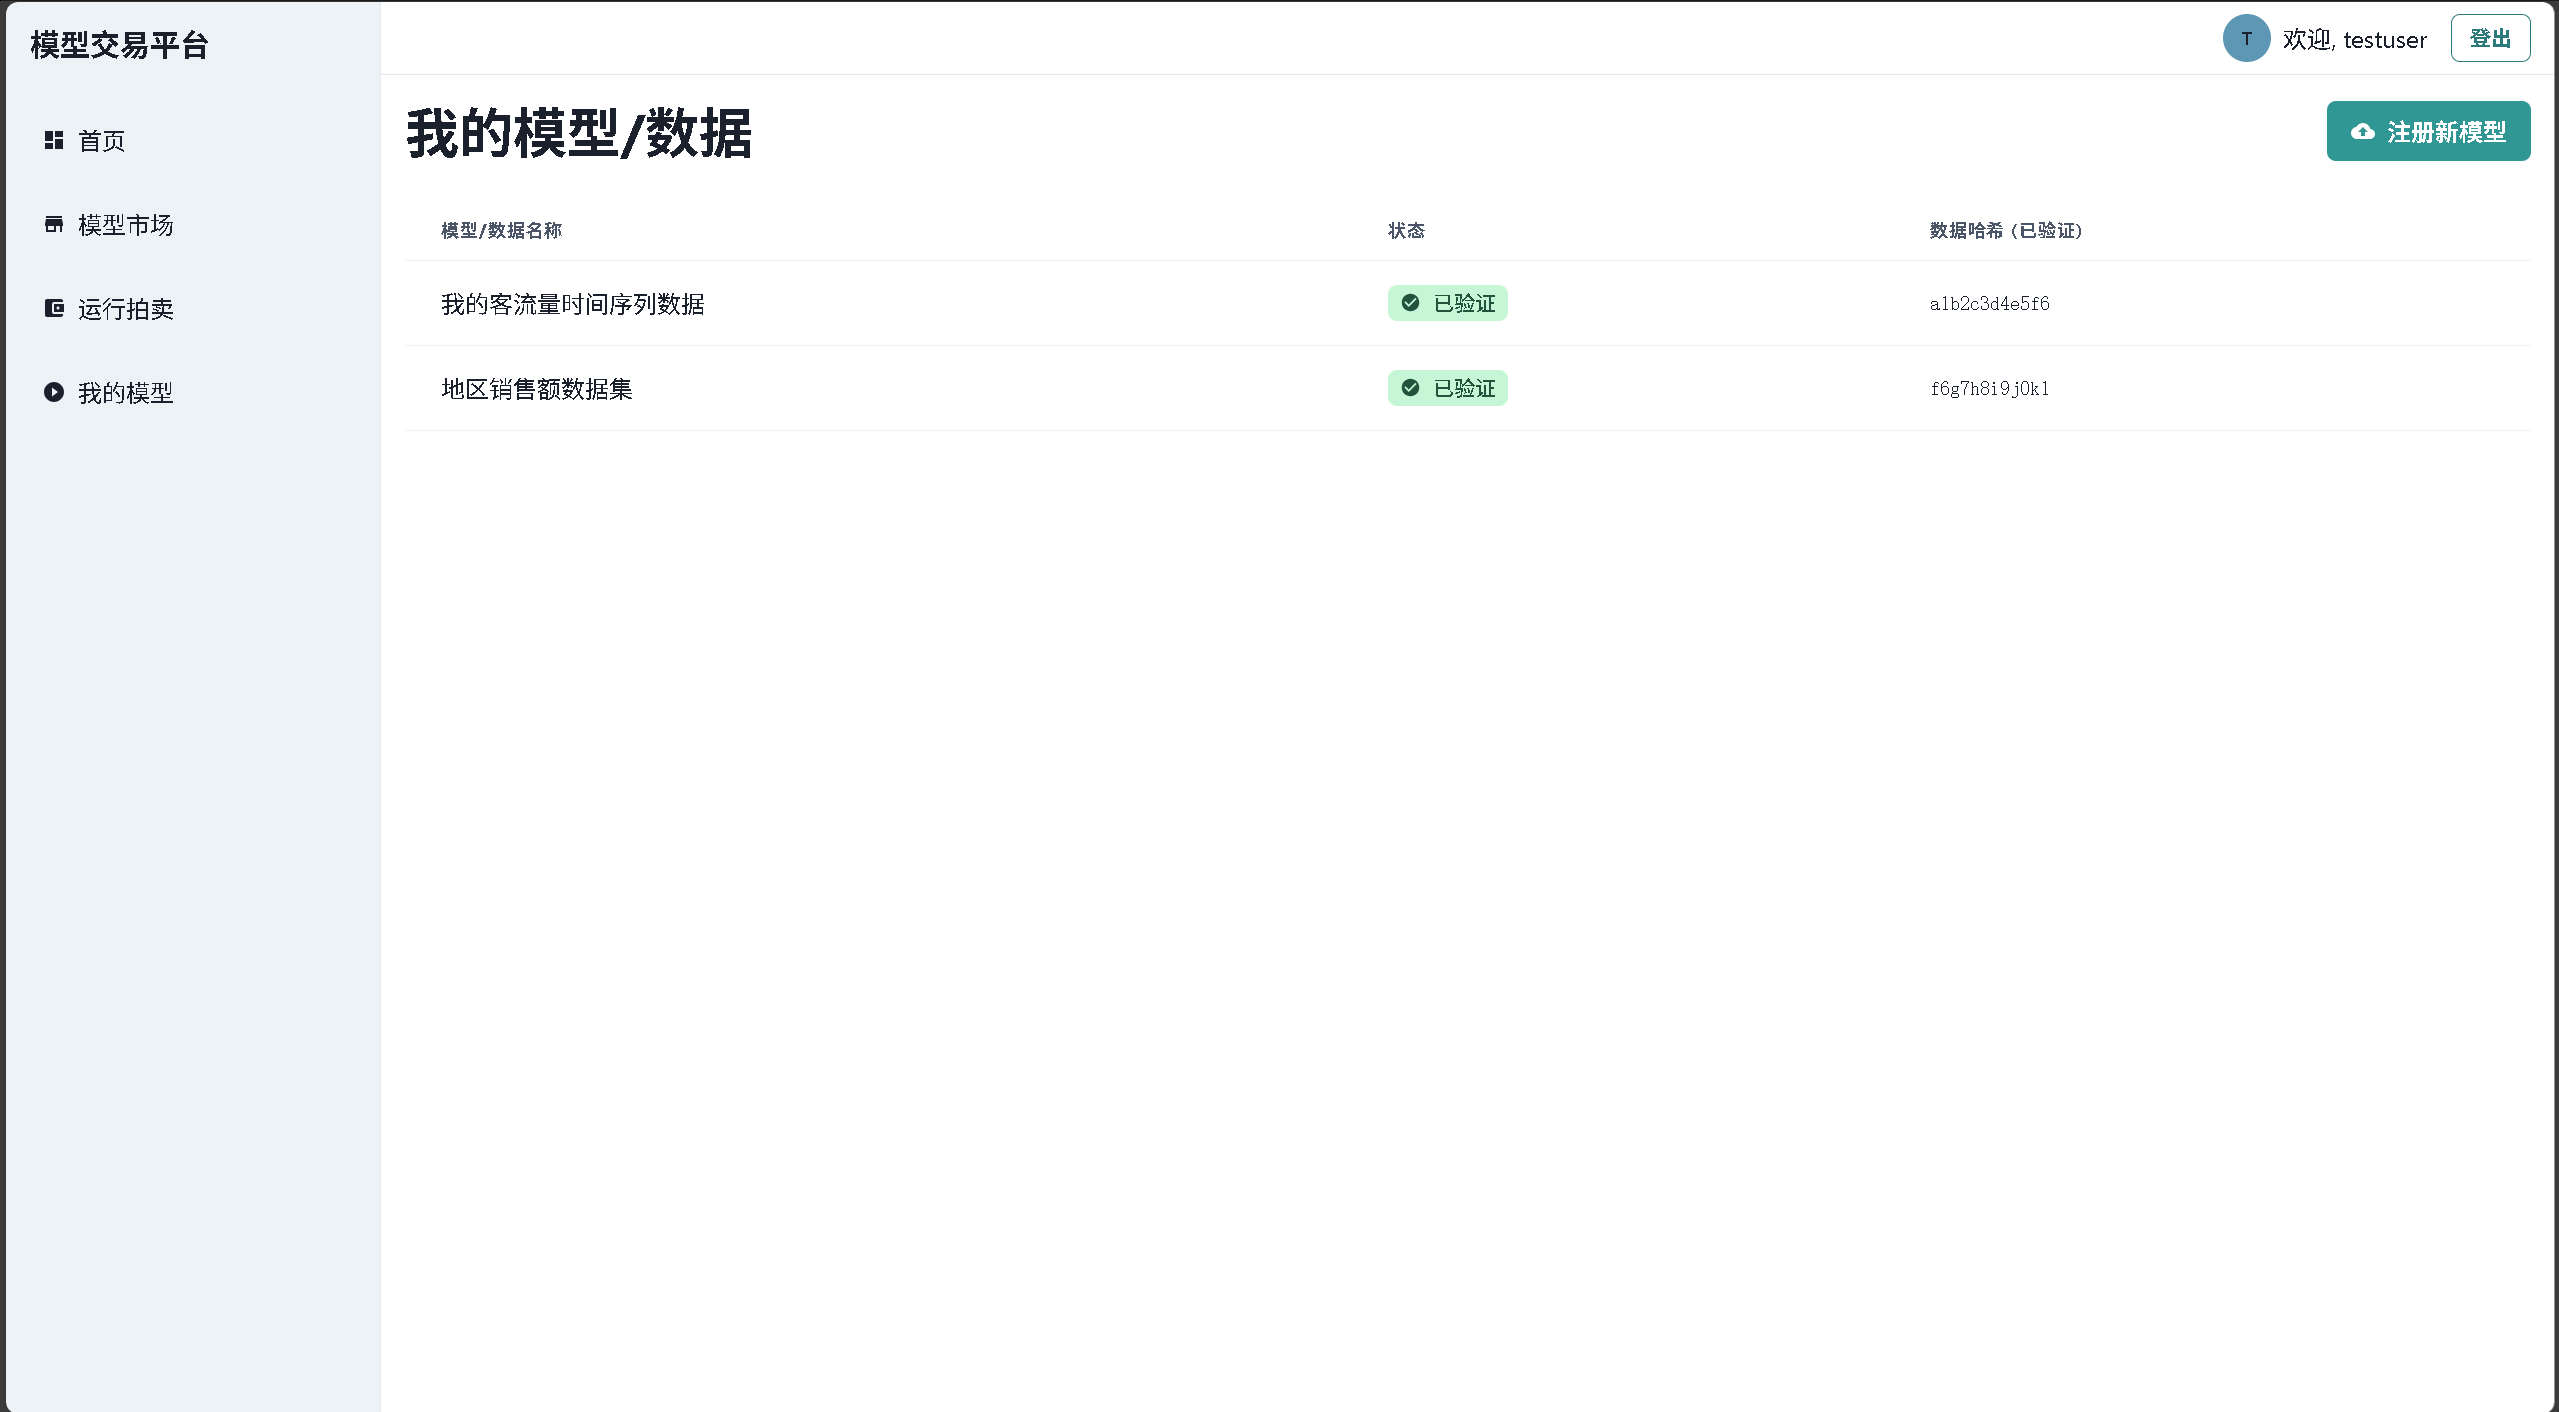 模型交易平台
首页
模型市场
运行拍卖
我的模型
T 欢迎, testuser 登出
我的模型/数据 注册新模型
模型/数据名称 状态 数据哈希 (已验证)
我的客流量时间序列数据 已验证 a1b2c3d4e5f6
地区销售额数据集 已验证 f6g7h8i9j0k1